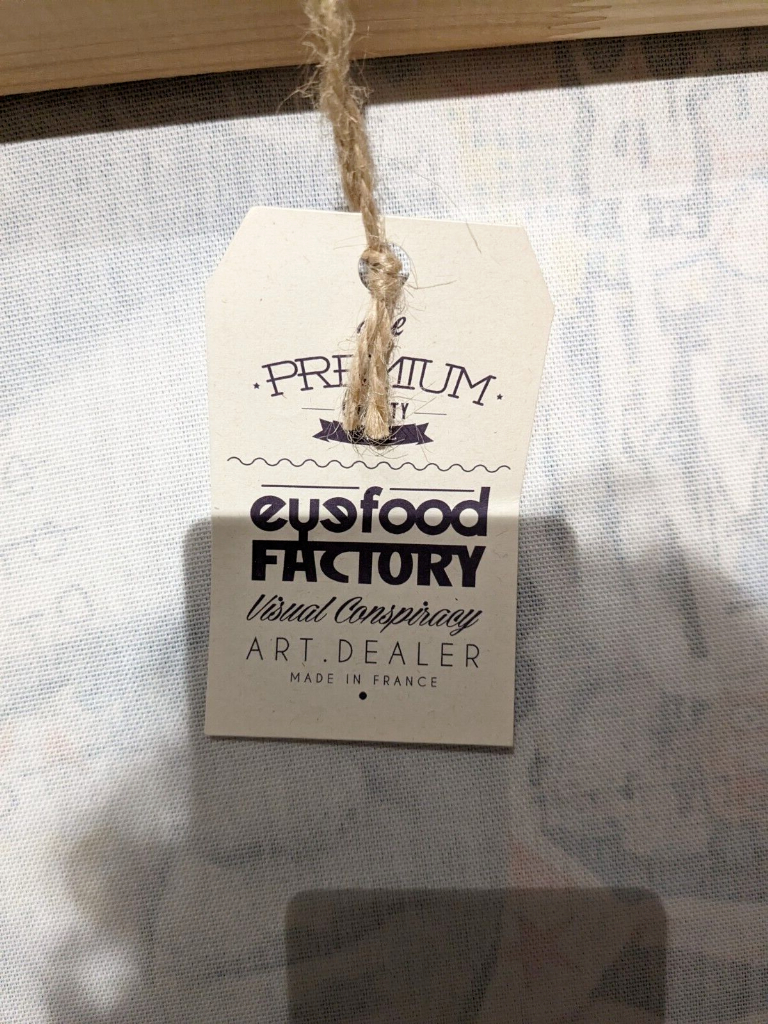 PREMIUM
eyefood
FACTORY
Visual Conspiracy
ART.DEALER
MADE IN FRANCE